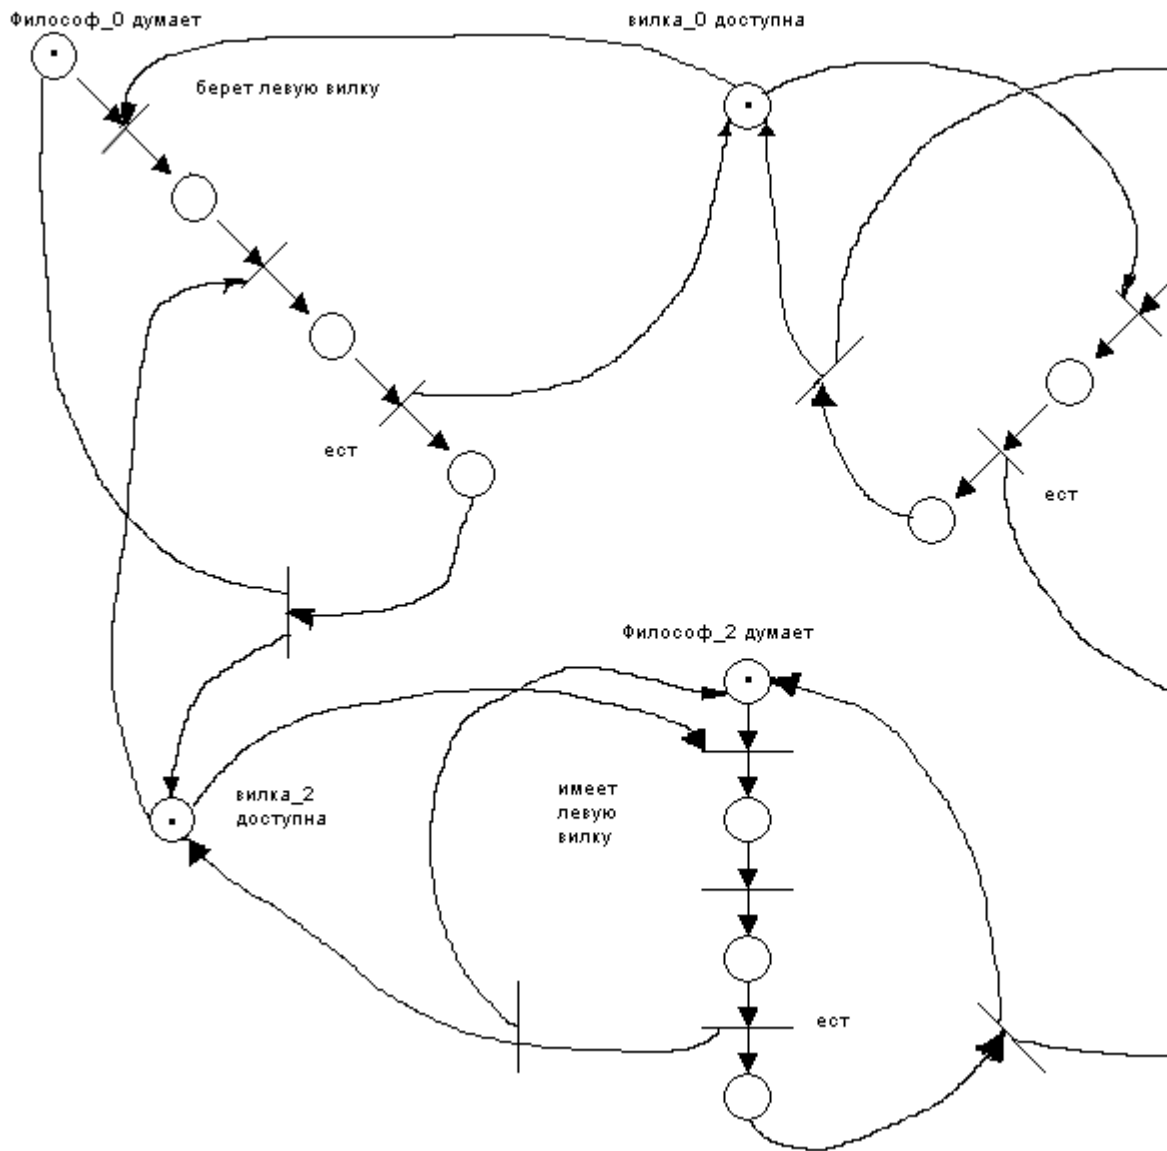 Философ_0 думает
вилка_0 доступна
берет левую вилку
ест
ест
Философ_2 думает
вилка_2
доступна
имеет
левую
вилку
ест